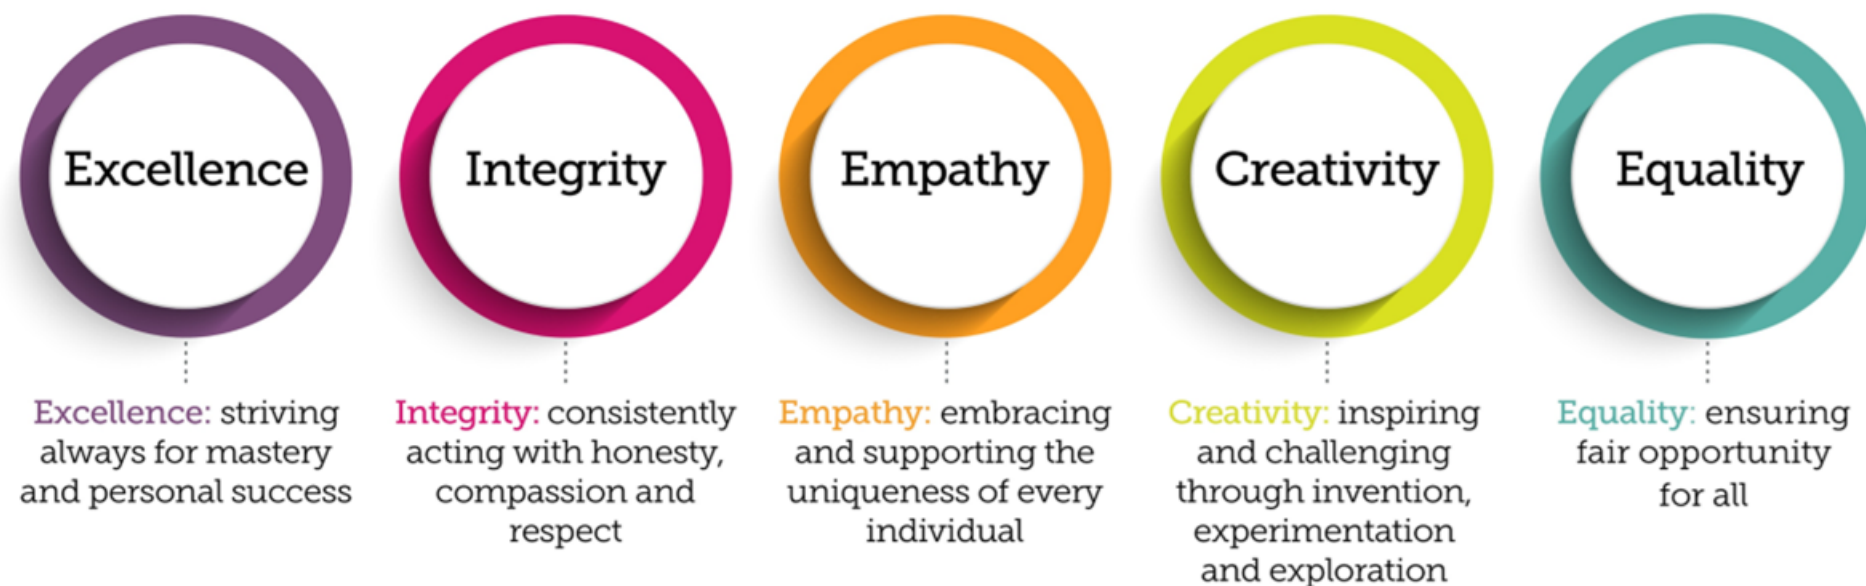 Excellence
Integrity
Empathy
Creativity
Equality
Excellence: striving
always for mastery
and personal success
Integrity: consistently
acting with honesty,
compassion and
respect
Empathy: embracing
and supporting the
uniqueness of every
individual
Creativity: inspiring
and challenging
through invention,
experimentation
and exploration
Equality: ensuring
fair opportunity
for all